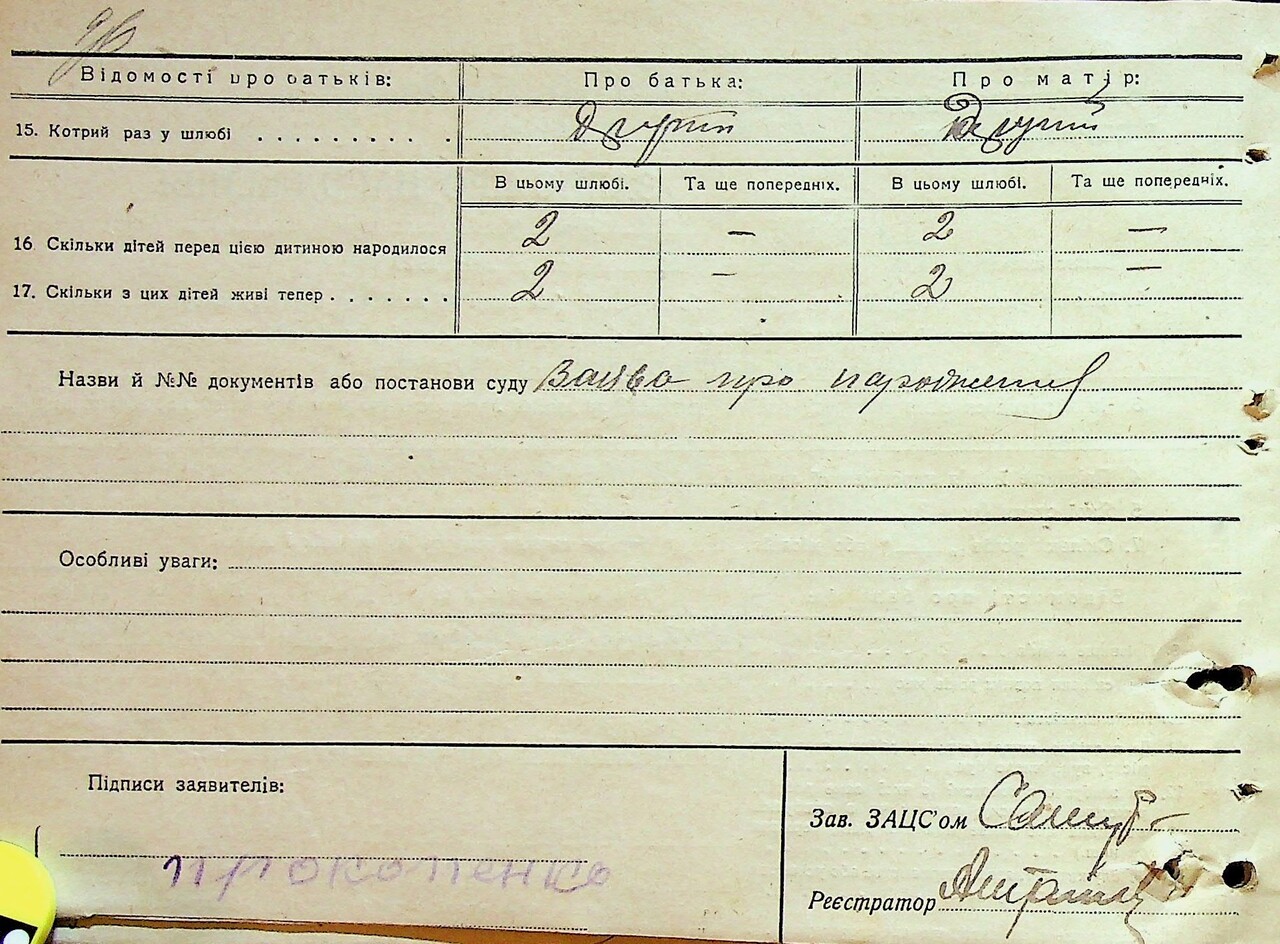 Відомості про батьків: Про батька: Про матір:
15. Котрий раз у шлюбі . . . . . . . . . . Другий Другий
В цьому шлюбі. Та ще попередніх. В цьому шлюбі. Та ще попередніх.
16 Скільки дітей перед цією дитиною народилося 2 — 2 —
17. Скільки з цих дітей живі тепер . . . . . . . 2 — 2 —
Назви й №№ документів або постанови суду Заява про народження
Особливі уваги:
Підписи заявителів:
Зав. ЗАЦС'ом
Прокопенко
Реєстратор